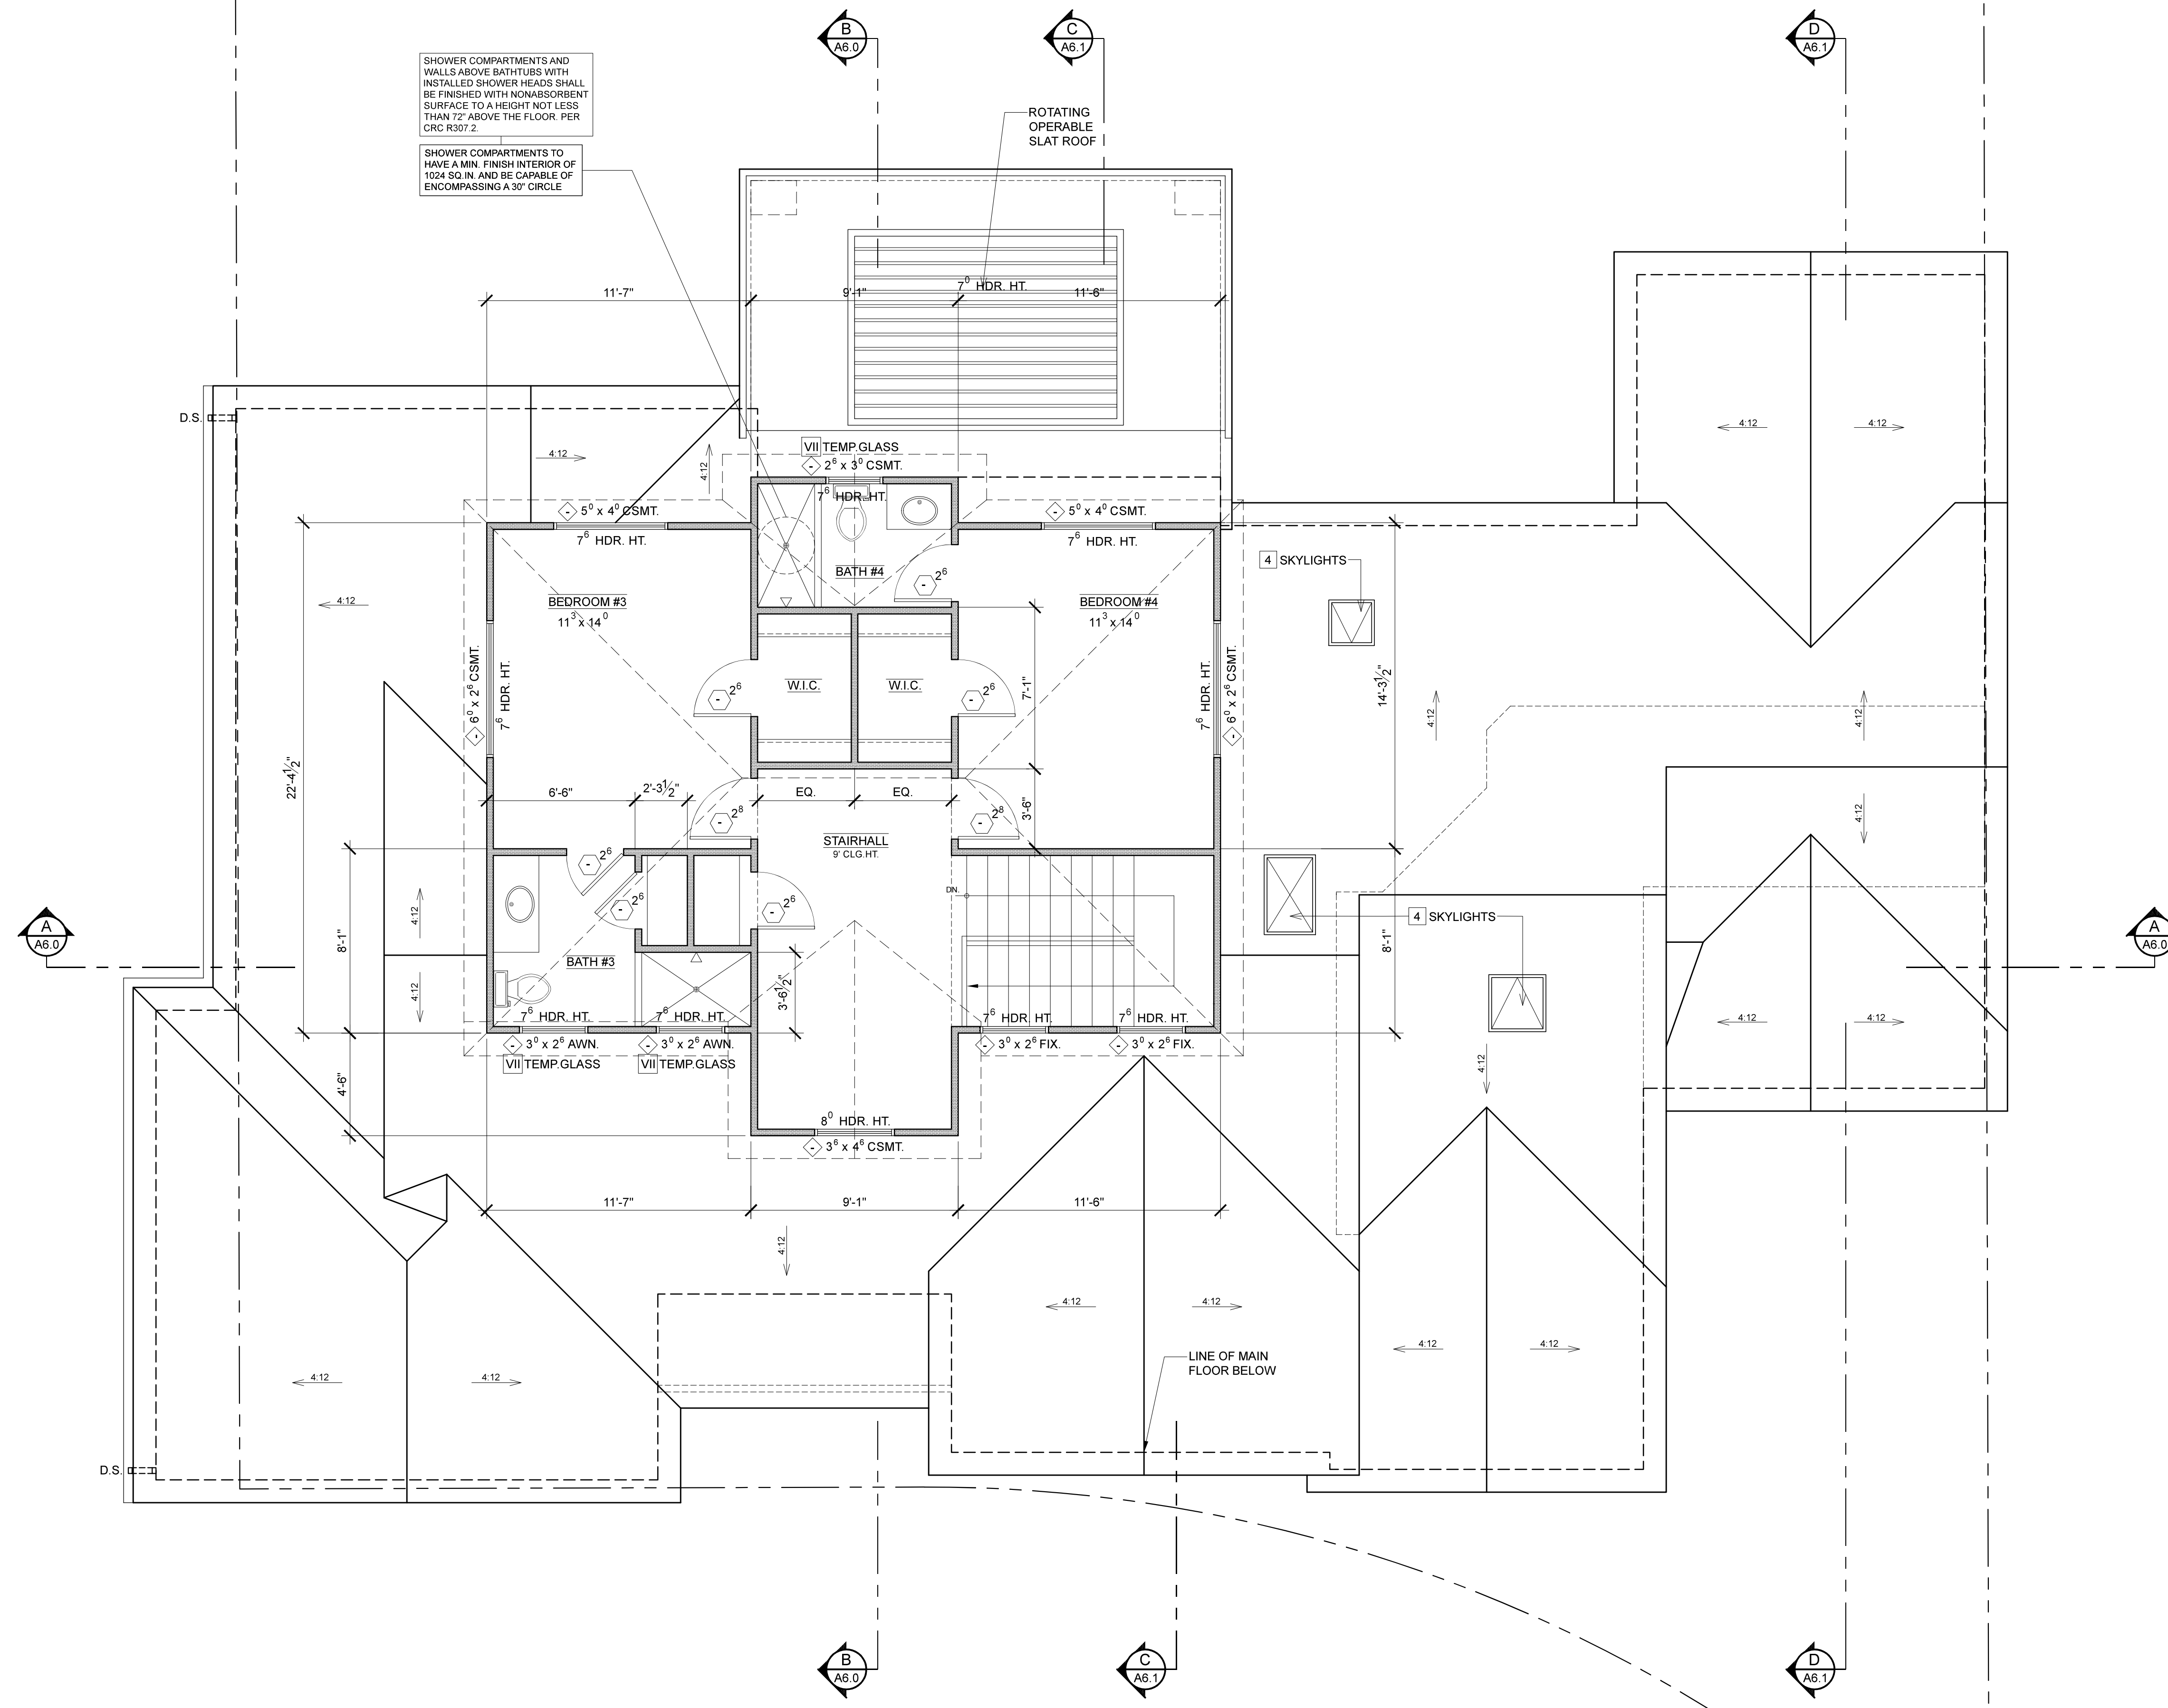 B
A6.0
C
A6.1
D
A6.1
SHOWER COMPARTMENTS AND
WALLS ABOVE BATHTUBS WITH
INSTALLED SHOWER HEADS SHALL
BE FINISHED WITH NONABSORBENT
SURFACE TO A HEIGHT NOT LESS
THAN 72" ABOVE THE FLOOR. PER
CRC R307.2.
SHOWER COMPARTMENTS TO
HAVE A MIN. FINISH INTERIOR OF
1024 SQ.IN. AND BE CAPABLE OF
ENCOMPASSING A 30" CIRCLE
ROTATING
OPERABLE
SLAT ROOF
7⁰ HDR. HT.
11'-7"
9'-1"
11'-6"
D.S.
4:12
4:12
4:12
4:12
VII TEMP.GLASS
- 2⁶ x 3⁰ CSMT.
7⁶ HDR. HT.
- 5⁰ x 4⁰ CSMT.
7⁶ HDR. HT.
- 5⁰ x 4⁰ CSMT.
7⁶ HDR. HT.
4 SKYLIGHTS
BATH #4
- 2⁶
BEDROOM #3
11³ x 14⁰
BEDROOM #4
11³ x 14⁰
4:12
- 6⁰ x 2⁶ CSMT.
7⁶ HDR. HT.
- 2⁶
W.I.C.
W.I.C.
- 2⁶
7'-1"
7⁶ HDR. HT.
- 6⁰ x 2⁶ CSMT.
14'-3½"
4:12
4:12
22'-4½"
6'-6"
2'-3½"
EQ.
EQ.
3'-6"
- 2⁸
- 2⁸
4:12
STAIRHALL
9' CLG.HT.
- 2⁶
- 2⁶
- 2⁶
DN.
4 SKYLIGHTS
4:12
8'-1"
8'-1"
A
A6.0
A
A6.0
BATH #3
4:12
3'-6½"
7⁶ HDR. HT.
7⁶ HDR. HT.
7⁶ HDR. HT.
7⁶ HDR. HT.
- 3⁰ x 2⁶ AWN.
- 3⁰ x 2⁶ AWN.
- 3⁰ x 2⁶ FIX.
- 3⁰ x 2⁶ FIX.
VII TEMP.GLASS
VII TEMP.GLASS
4:12
4:12
4:12
4'-6"
8⁰ HDR. HT.
- 3⁶ x 4⁶ CSMT.
11'-7"
9'-1"
11'-6"
4:12
4:12
4:12
4:12
4:12
LINE OF MAIN
FLOOR BELOW
4:12
4:12
D.S.
B
A6.0
C
A6.1
D
A6.1